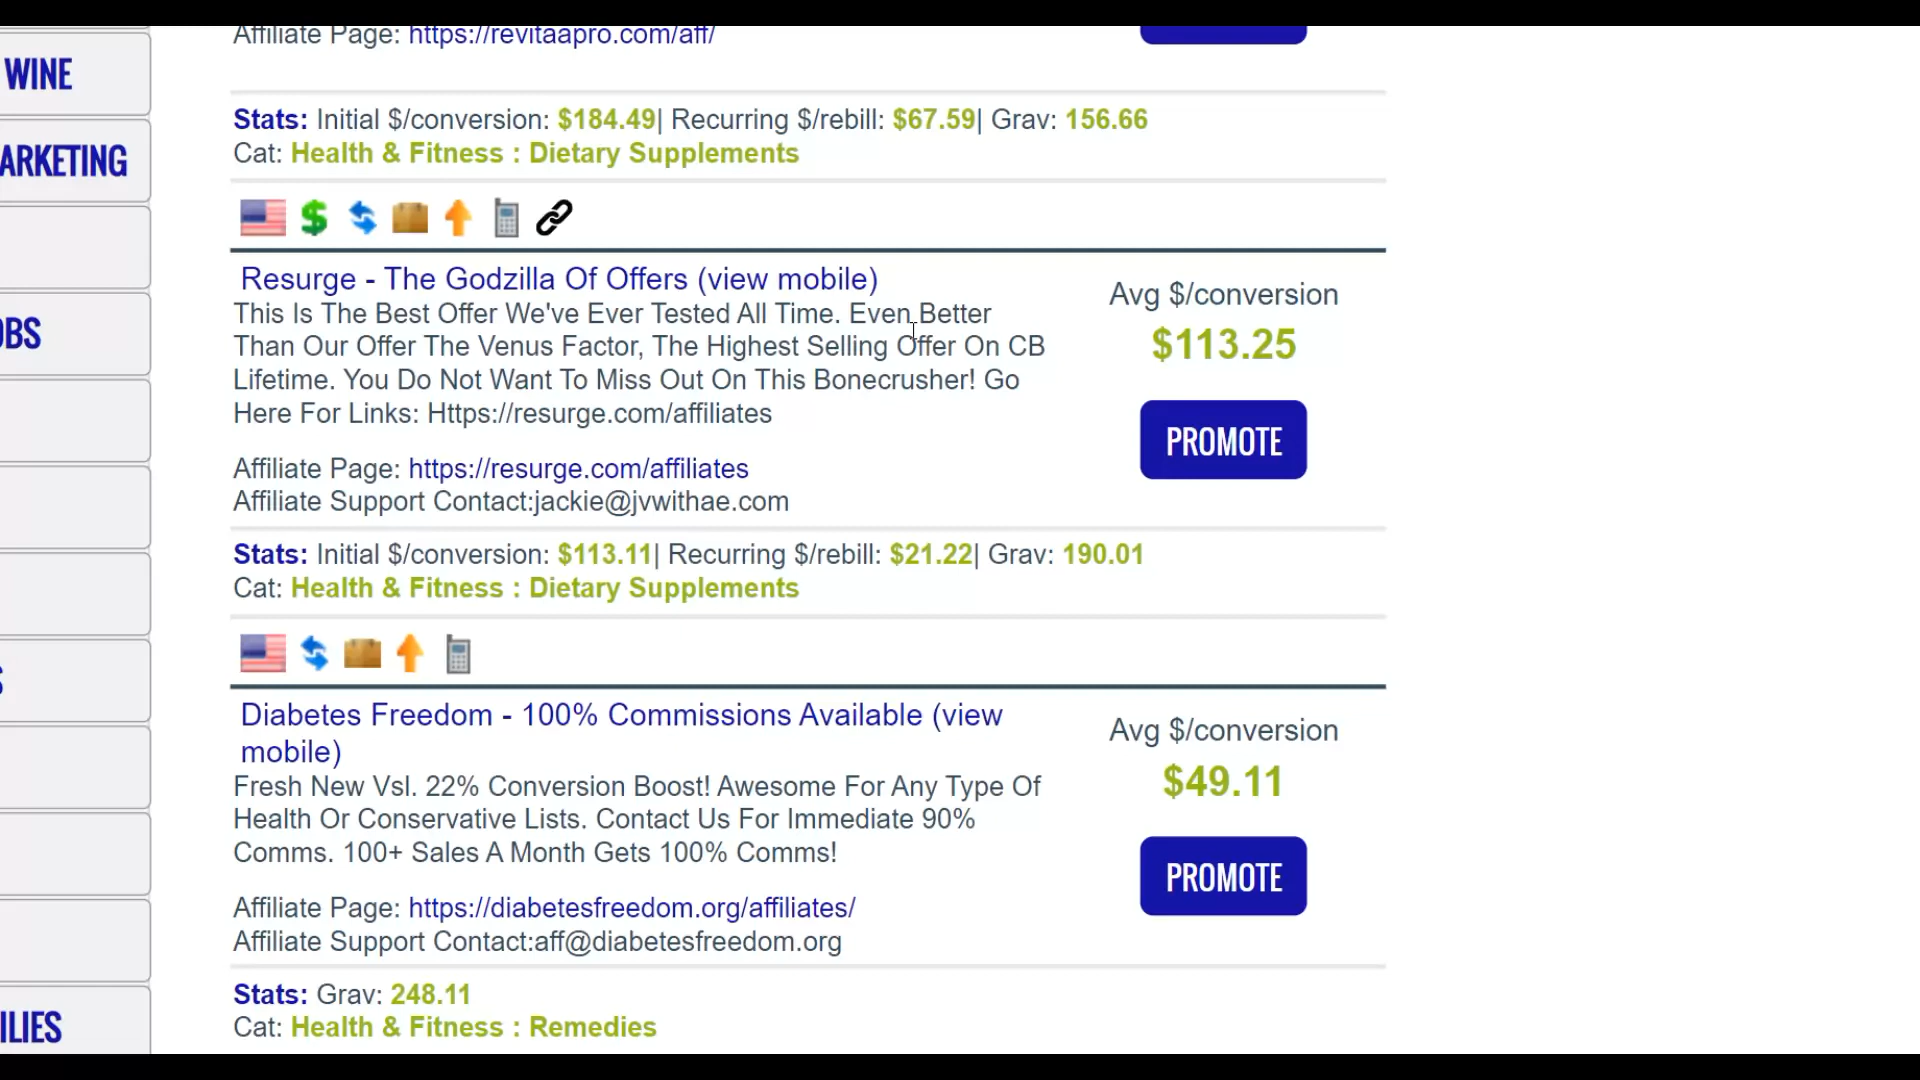 Affiliate Page: https://revitaapro.com/aff/
WINE
Stats: Initial $/conversion: $184.49| Recurring $/rebill: $67.59| Grav: 156.66
Cat: Health & Fitness : Dietary Supplements
ARKETING
Resurge - The Godzilla Of Offers (view mobile)
This Is The Best Offer We've Ever Tested All Time. Even Better
Than Our Offer The Venus Factor, The Highest Selling Offer On CB
Lifetime. You Do Not Want To Miss Out On This Bonecrusher! Go
Here For Links: Https://resurge.com/affiliates
Avg $/conversion
$113.25
PROMOTE
OBS
Affiliate Page: https://resurge.com/affiliates
Affiliate Support Contact:jackie@jvwithae.com
Stats: Initial $/conversion: $113.11| Recurring $/rebill: $21.22| Grav: 190.01
Cat: Health & Fitness : Dietary Supplements
S
Diabetes Freedom - 100% Commissions Available (view
mobile)
Fresh New Vsl. 22% Conversion Boost! Awesome For Any Type Of
Health Or Conservative Lists. Contact Us For Immediate 90%
Comms. 100+ Sales A Month Gets 100% Comms!
Avg $/conversion
$49.11
PROMOTE
Affiliate Page: https://diabetesfreedom.org/affiliates/
Affiliate Support Contact:aff@diabetesfreedom.org
Stats: Grav: 248.11
Cat: Health & Fitness : Remedies
ILIES